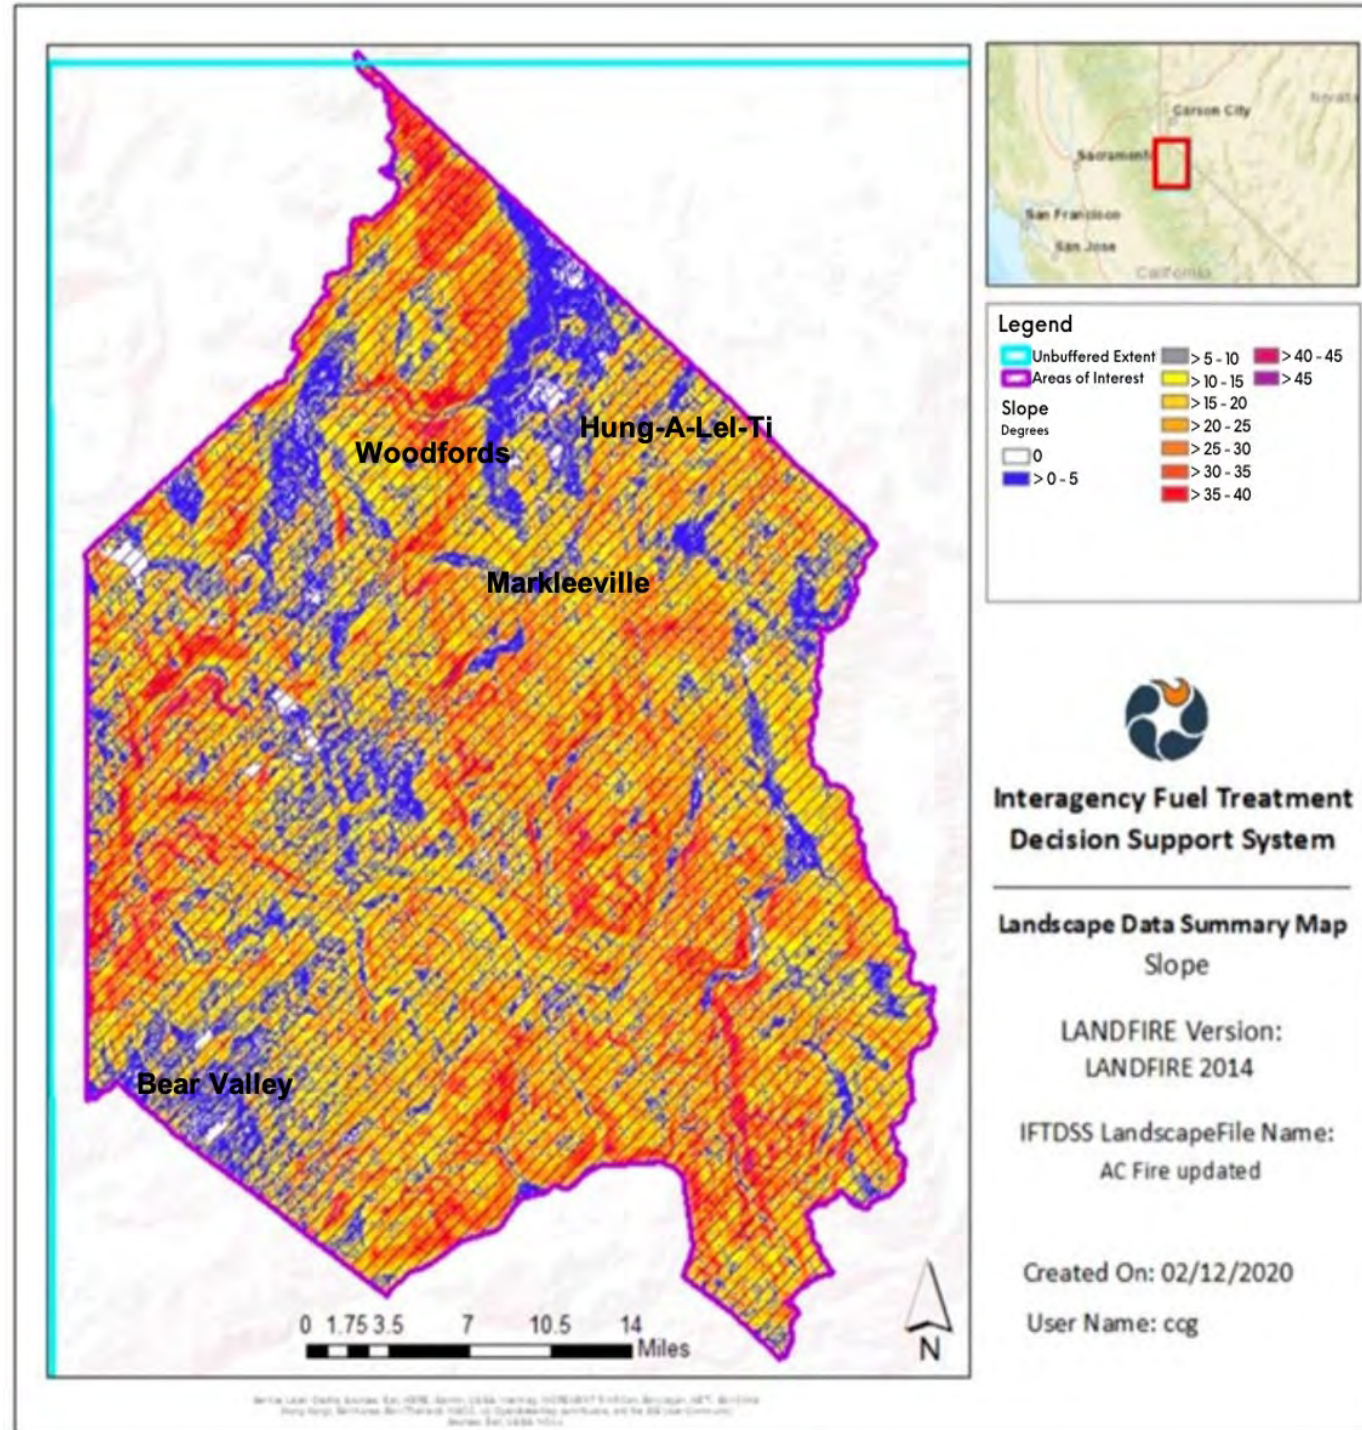 Woodfords
Hung-A-Lel-Ti
Markleeville
Bear Valley
0 1.75 3.5 7 10.5 14
Miles
N
Carson City
Sacramento
San Francisco
San Jose
California
Legend
Unbuffered Extent
Areas of Interest
Slope
Degrees
0
> 0 - 5
> 5 - 10
> 10 - 15
> 15 - 20
> 20 - 25
> 25 - 30
> 30 - 35
> 35 - 40
> 40 - 45
> 45
Interagency Fuel Treatment
Decision Support System
Landscape Data Summary Map
Slope
LANDFIRE Version:
LANDFIRE 2014
IFTDSS LandscapeFile Name:
AC Fire updated
Created On: 02/12/2020
User Name: ccg